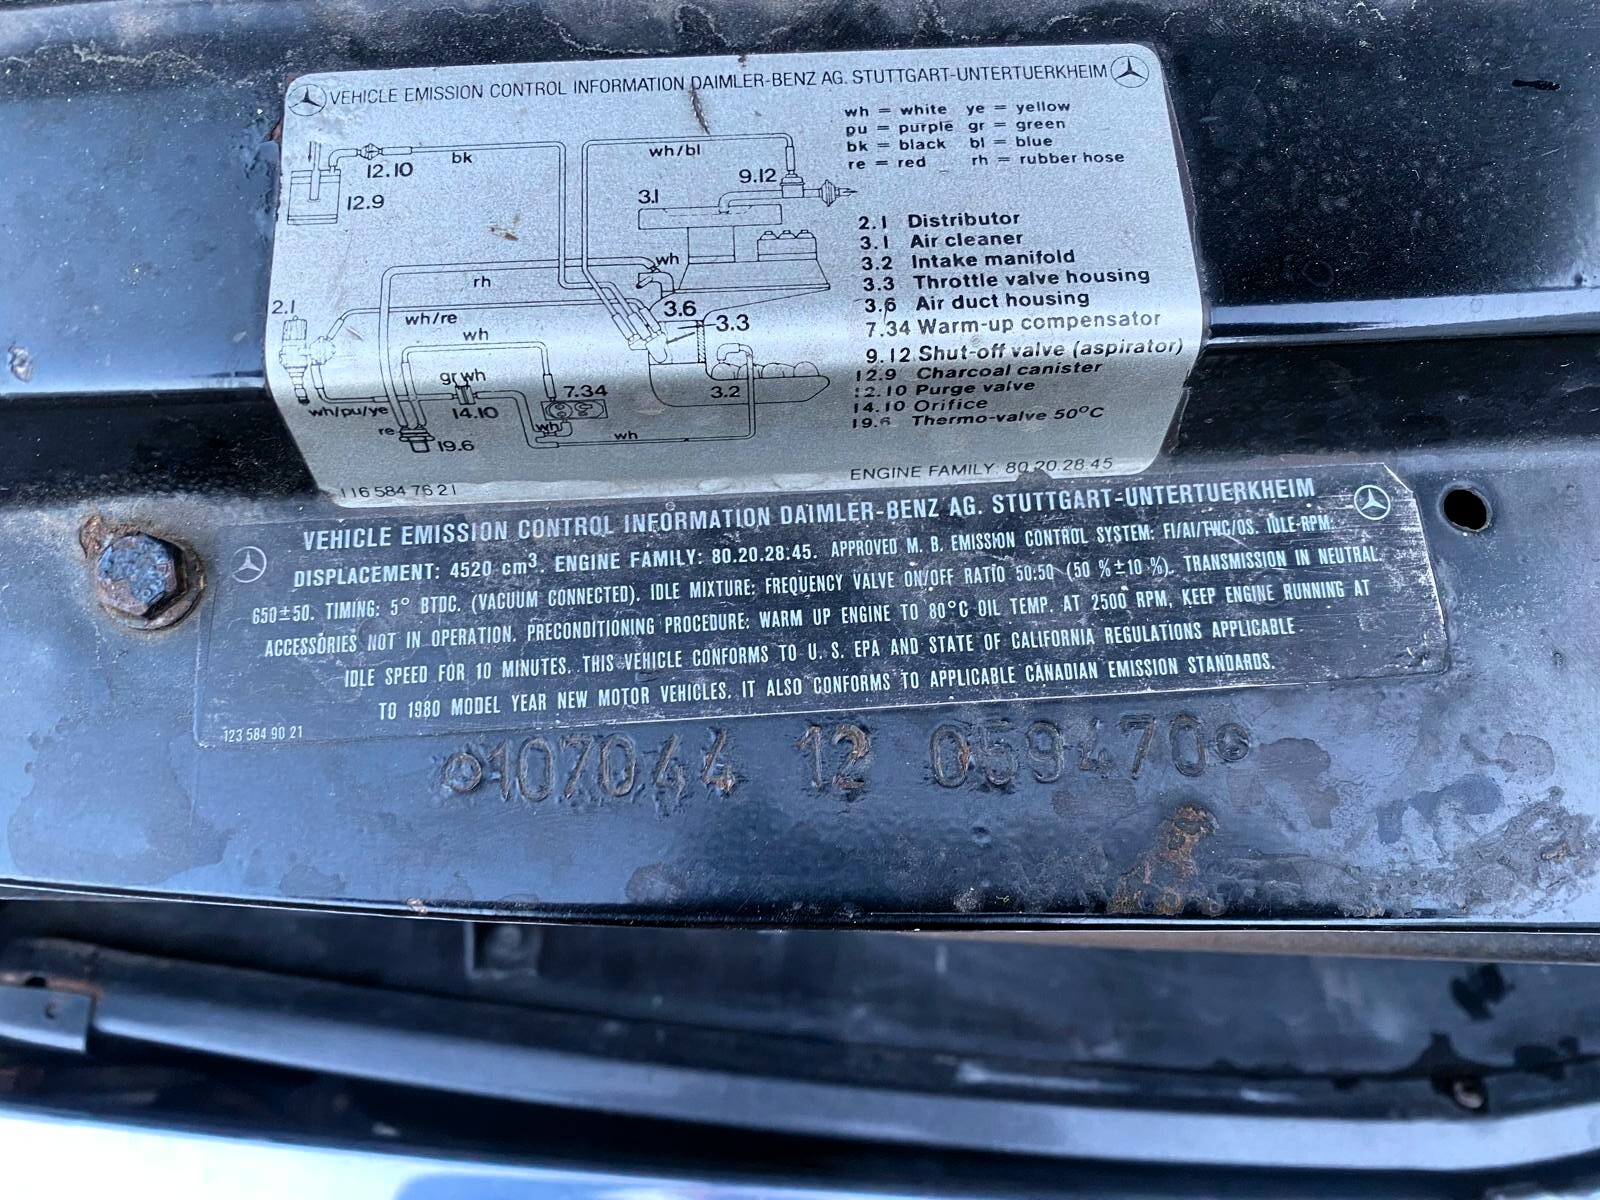 VEHICLE EMISSION CONTROL INFORMATION DAIMLER-BENZ AG. STUTTGART-UNTERTUERKHEIM
wh = white ye = yellow
pu = purple gr = green
bk = black bl = blue
re = red rh = rubber hose
12.10
bk
wh/bl
9.12
12.9
3.1
rh
wh
2.1
wh/re
3.6
3.3
wh
gr wh
7.34
3.2
wh/pu/ye
14.10
re
19.6
wh
wh
2.1 Distributor
3.1 Air cleaner
3.2 Intake manifold
3.3 Throttle valve housing
3.6 Air duct housing
7.34 Warm-up compensator
9.12 Shut-off valve (aspirator)
12.9 Charcoal canister
12.10 Purge valve
14.10 Orifice
19.6 Thermo-valve 50°C
116 584 76 21
ENGINE FAMILY: 80.20.28.45
VEHICLE EMISSION CONTROL INFORMATION DAIMLER-BENZ AG. STUTTGART-UNTERTUERKHEIM
DISPLACEMENT: 4520 cm³. ENGINE FAMILY: 80.20.28.45. APPROVED M. B. EMISSION CONTROL SYSTEM: FI/AI/TWC/OS. IDLE-RPM:
650±50. TIMING: 5° BTDC. (VACUUM CONNECTED). IDLE MIXTURE: FREQUENCY VALVE ON/OFF RATIO 50:50 (50 %±10 %). TRANSMISSION IN NEUTRAL.
ACCESSORIES NOT IN OPERATION. PRECONDITIONING PROCEDURE: WARM UP ENGINE TO 80°C OIL TEMP. AT 2500 RPM, KEEP ENGINE RUNNING AT
IDLE SPEED FOR 10 MINUTES. THIS VEHICLE CONFORMS TO U. S. EPA AND STATE OF CALIFORNIA REGULATIONS APPLICABLE
TO 1980 MODEL YEAR NEW MOTOR VEHICLES. IT ALSO CONFORMS TO APPLICABLE CANADIAN EMISSION STANDARDS.
123 584 90 21
107044 12 059470